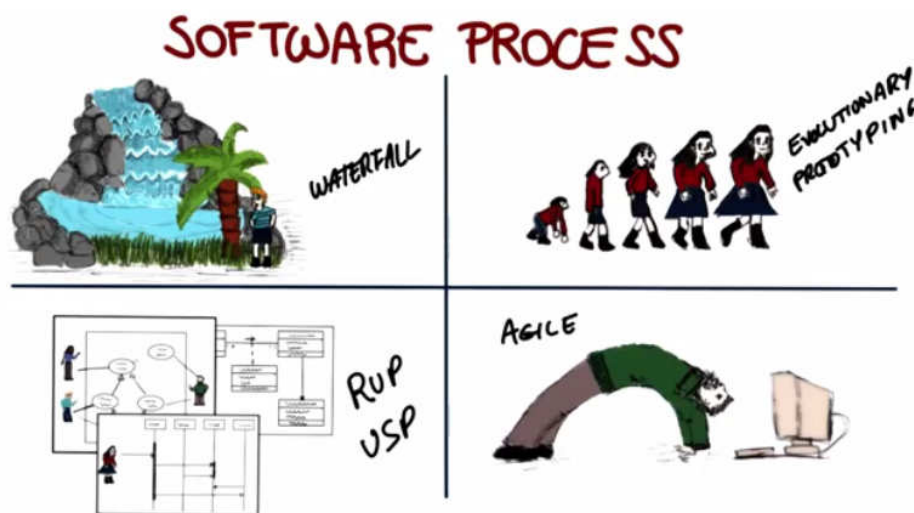 SOFTWARE PROCESS
WATERFALL
EVOLUTIONARY
PROTOTYPING
RUP
USP
AGILE